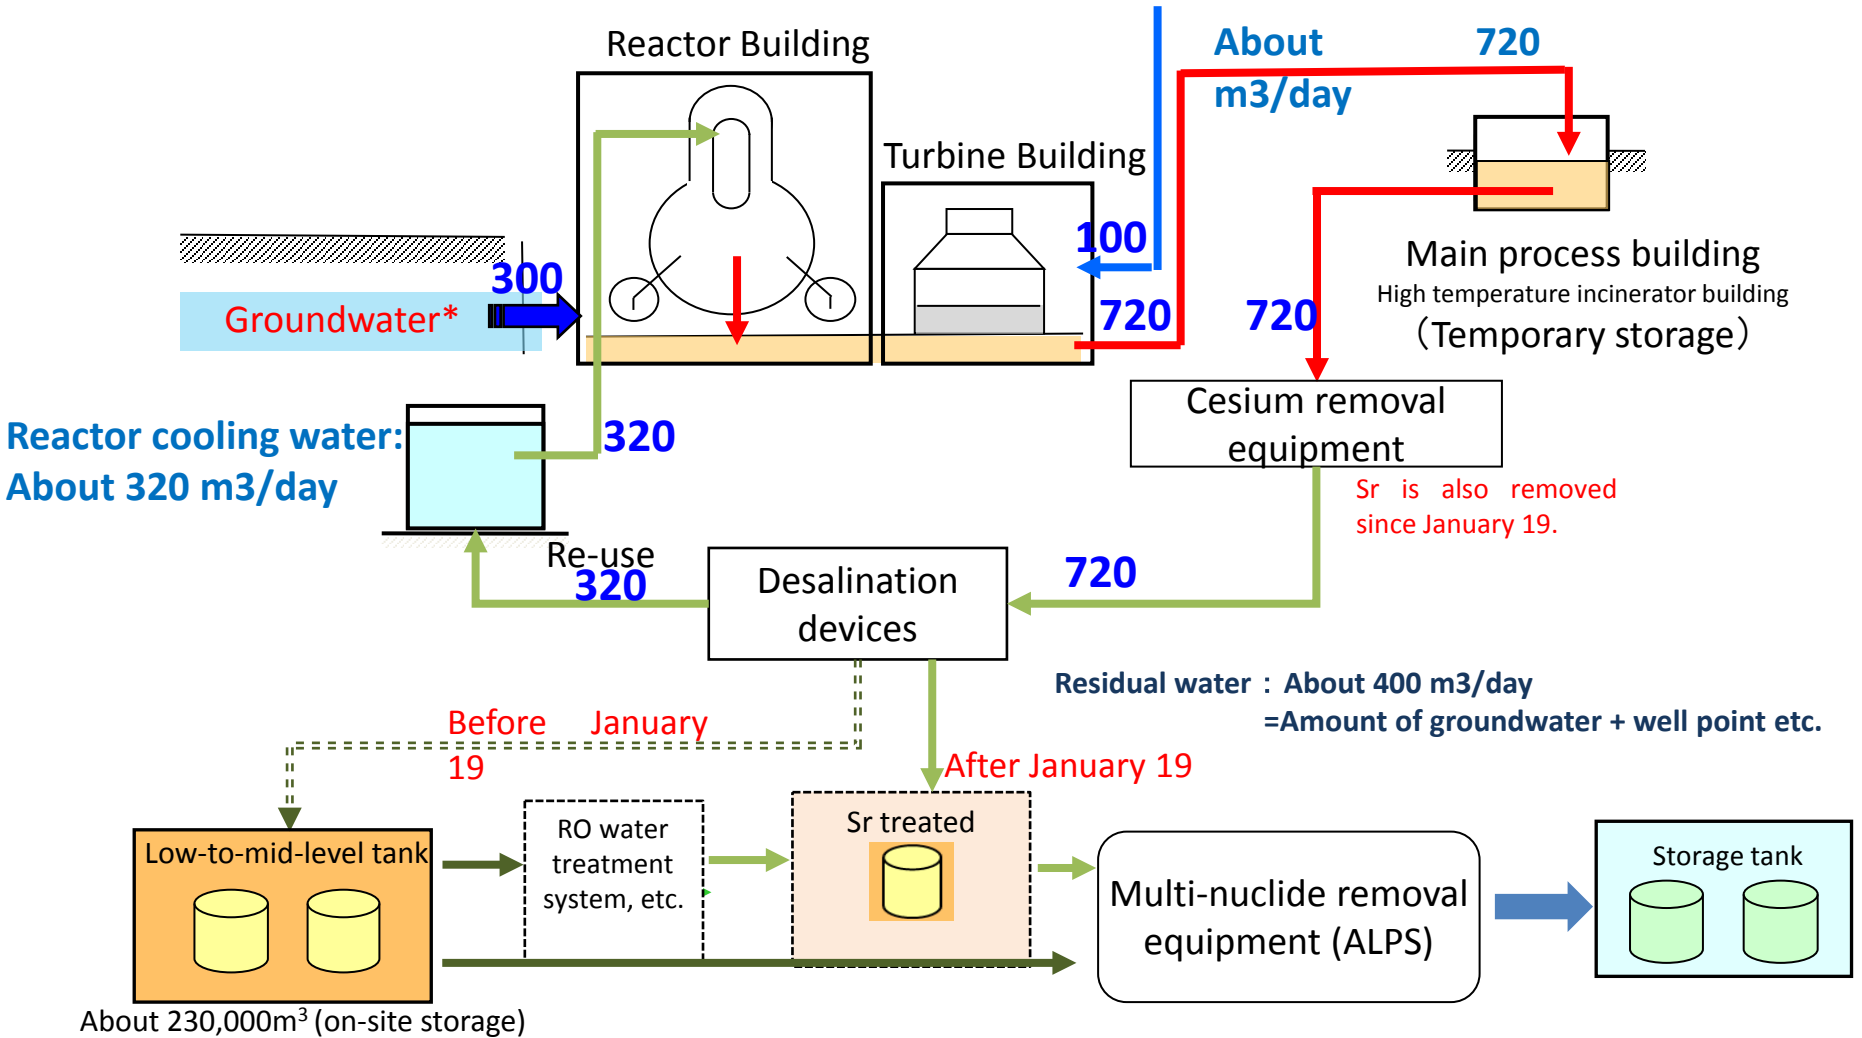 Reactor Building
About 720
m3/day
Turbine Building
100
300
Groundwater*
720
720
Main process building
High temperature incinerator building
（Temporary storage）
Cesium removal
equipment
Reactor cooling water:
About 320 m3/day
320
Sr is also removed
since January 19.
Re-use
320
Desalination
devices
720
Residual water：About 400 m3/day
=Amount of groundwater + well point etc.
Before January
19
After January 19
Low-to-mid-level tank
RO water
treatment
system, etc.
Sr treated
Multi-nuclide removal
equipment (ALPS)
Storage tank
About 230,000m³ (on-site storage)